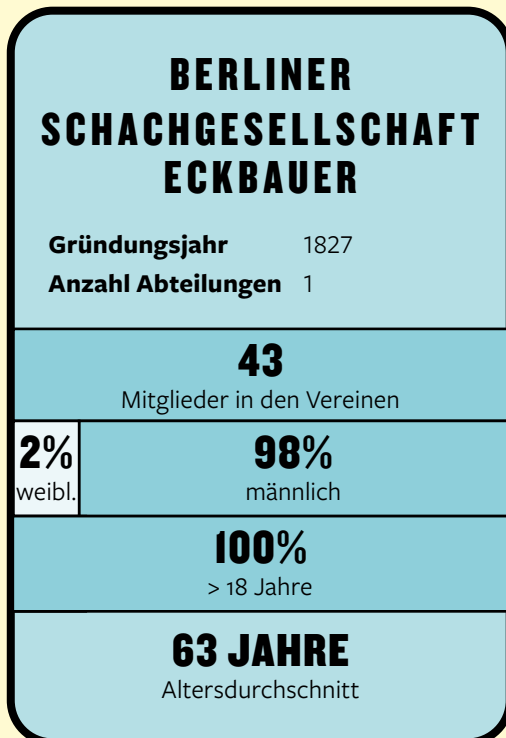 BERLINER
SCHACHGESELLSCHAFT
ECKBAUER
Gründungsjahr 1827
Anzahl Abteilungen 1
43
Mitglieder in den Vereinen
2% 98%
weibl. männlich
100%
> 18 Jahre
63 JAHRE
Altersdurchschnitt